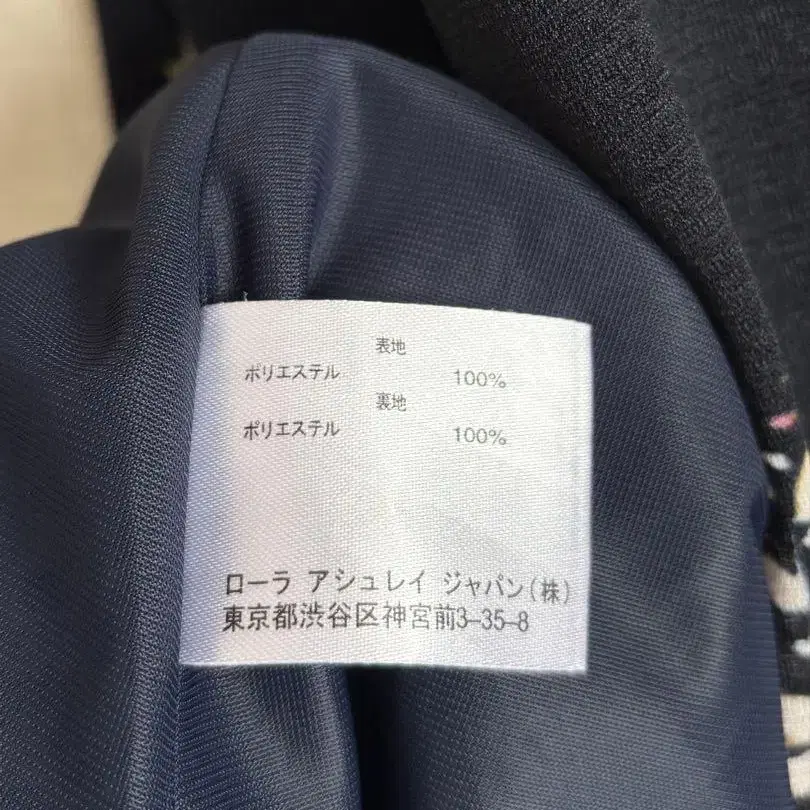 表地
ポリエステル 100%
裏地
ポリエステル 100%
ローラ アシュレイ ジャパン(株)
東京都渋谷区神宮前3-35-8